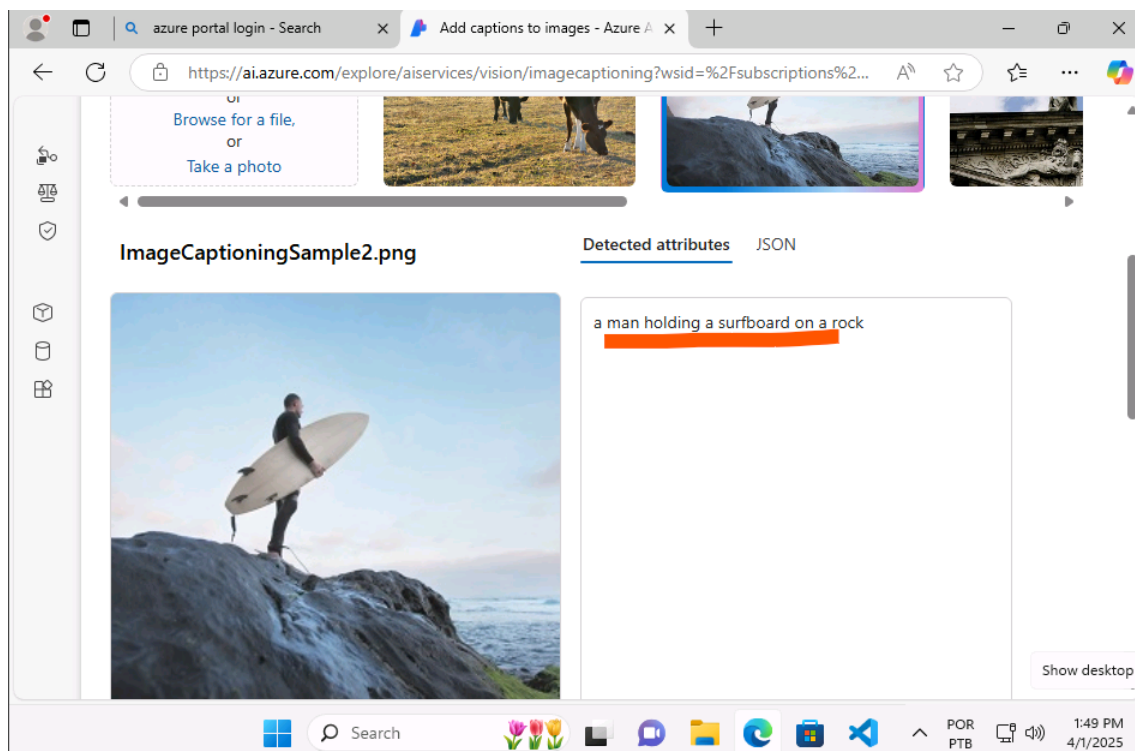 azure portal login - Search
Add captions to images - Azure A
https://ai.azure.com/explore/aiservices/vision/imagecaptioning?wsid=%2Fsubscriptions%2...
or
Browse for a file,
or
Take a photo
ImageCaptioningSample2.png
Detected attributes
JSON
a man holding a surfboard on a rock
Show desktop
Search
POR
PTB
1:49 PM
4/1/2025